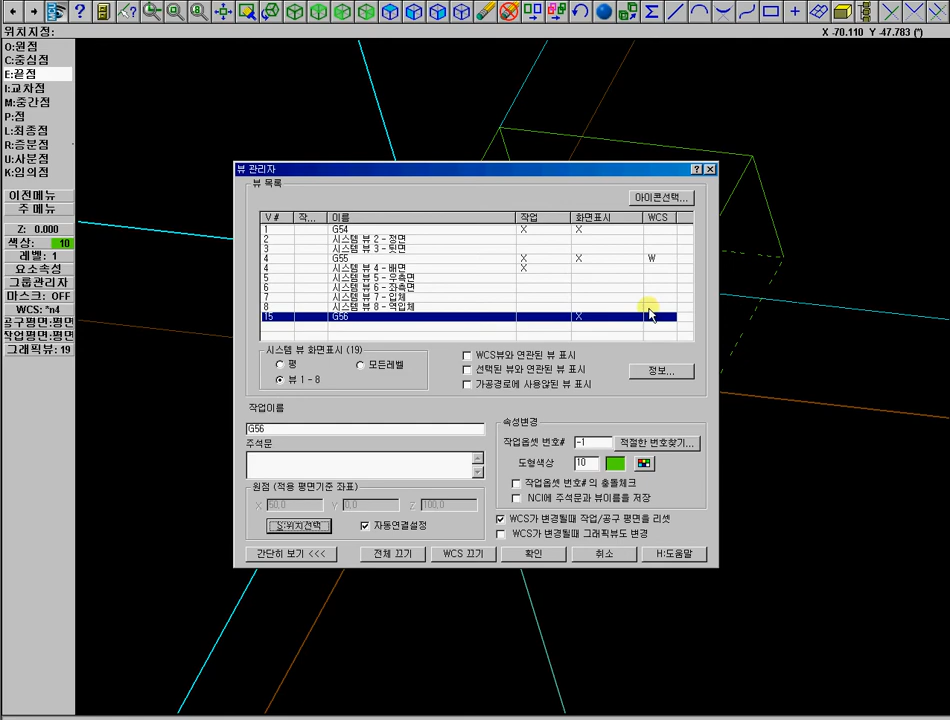 위치지정:
X -70.110 Y -47.783 (*)
O:원점
C:중심점
E:끝점
I:교차점
M:중간점
P:점
L:최종점
R:증분점
U:사분점
K:임의점
이전메뉴
주 메뉴
Z: 0.000
색상: 10
레벨: 1
요소속성
그룹관리자
마스크: OFF
WCS: *n4
공구평면:평면
작업평면:평면
그래픽뷰: 19
뷰 관리자
뷰 목록
아이콘선택...
V # 작... 이름 작업 화면표시 WCS
1 G54 X X
2 시스템 뷰 2 - 정면
3 시스템 뷰 3 - 뒷면
4 G55 X X W
4 시스템 뷰 4 - 배면 X
5 시스템 뷰 5 - 우측면
6 시스템 뷰 6 - 좌측면
7 시스템 뷰 7 - 입체
8 시스템 뷰 8 - 역입체
15 G56 X
시스템 뷰 화면표시 (19)
평
모든레벨
뷰 1 - 8
WCS뷰와 연관된 뷰 표시
선택된 뷰와 연관된 뷰 표시
가공경로에 사용않된 뷰 표시
정보...
작업이름
G56
주석문
원점 (적용 평면기준 좌표)
X 50,0 Y 0,0 Z 100,0
S:위치선택
자동연결설정
속성변경
작업옵셋 번호# -1 적절한 번호찾기...
도형색상 10
작업옵셋 번호#의 충돌체크
NCI에 주석문과 뷰이름을 저장
WCS가 변경될때 작업/공구 평면을 리셋
WCS가 변경될때 그래픽뷰도 변경
간단히 보기 <<<
전체 끄기
WCS 끄기
확인
취소
H:도움말